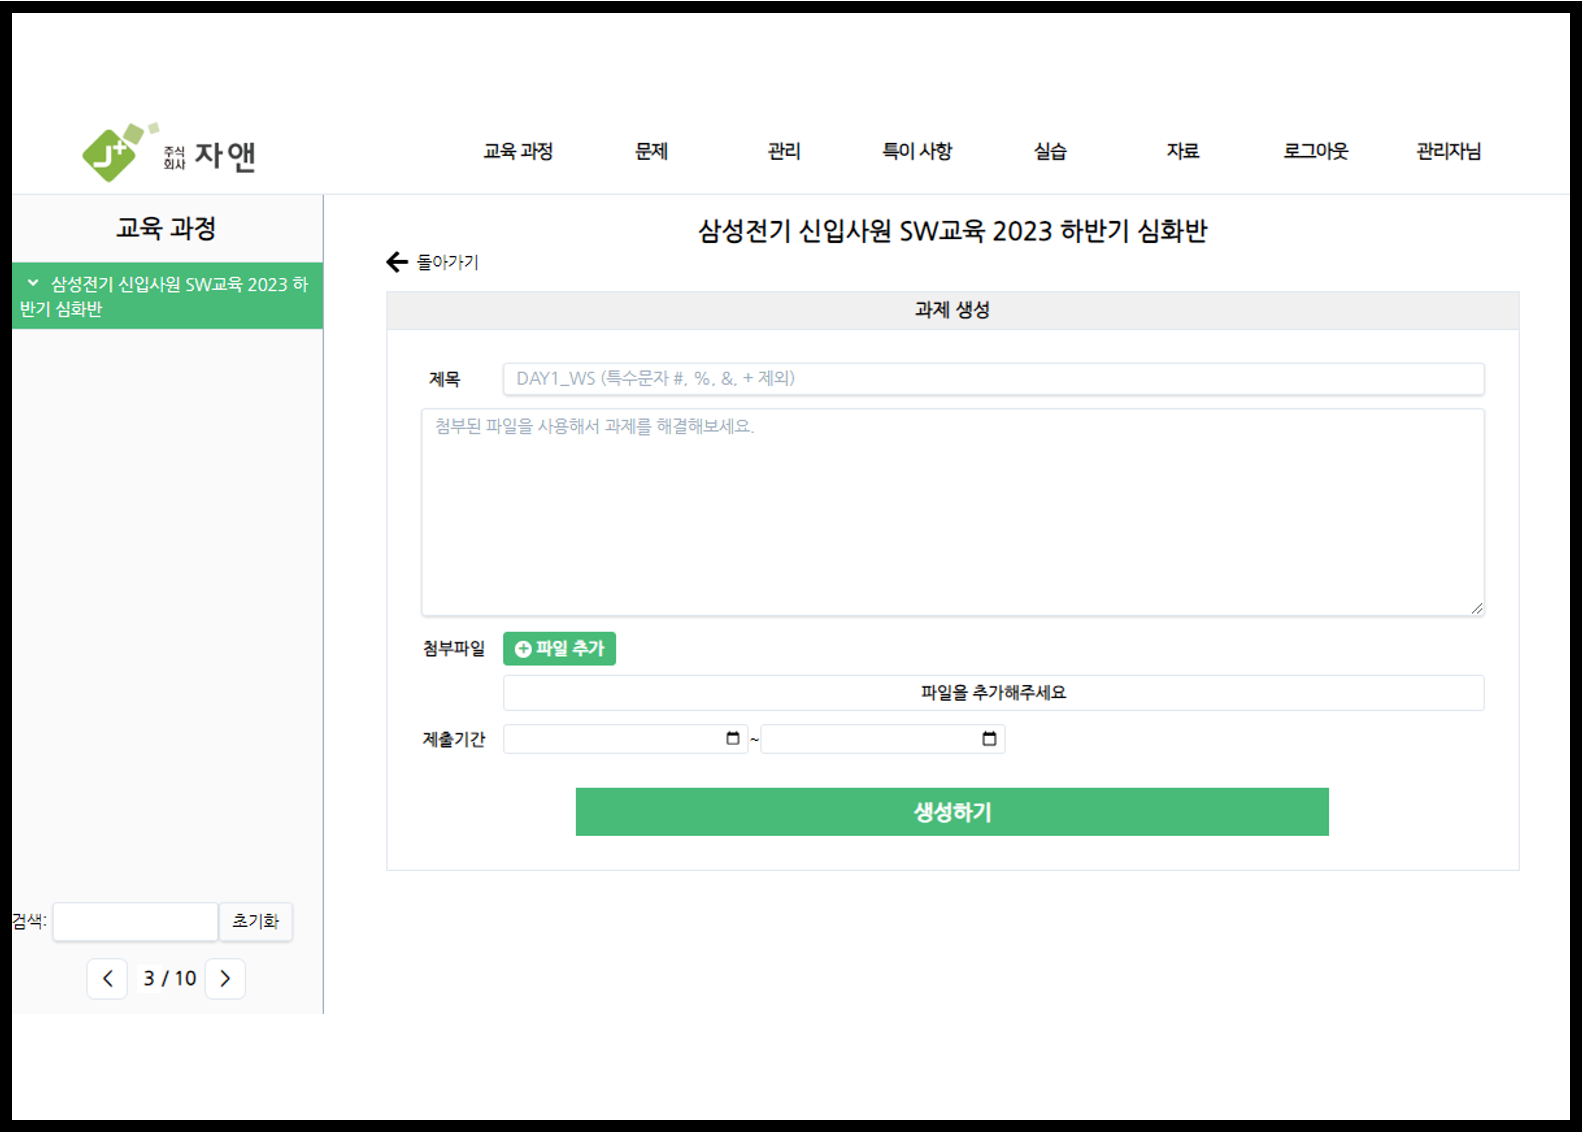 J+ 주식회사 자앤
교육 과정
문제
관리
특이 사항
실습
자료
로그아웃
관리자님
교육 과정
삼성전기 신입사원 SW교육 2023 하
반기 심화반
검색:
초기화
3 / 10
삼성전기 신입사원 SW교육 2023 하반기 심화반
돌아가기
과제 생성
제목
DAY1_WS (특수문자 #, %, &, + 제외)
첨부된 파일을 사용해서 과제를 해결해보세요.
첨부파일
파일 추가
파일을 추가해주세요
제출기간
~
생성하기